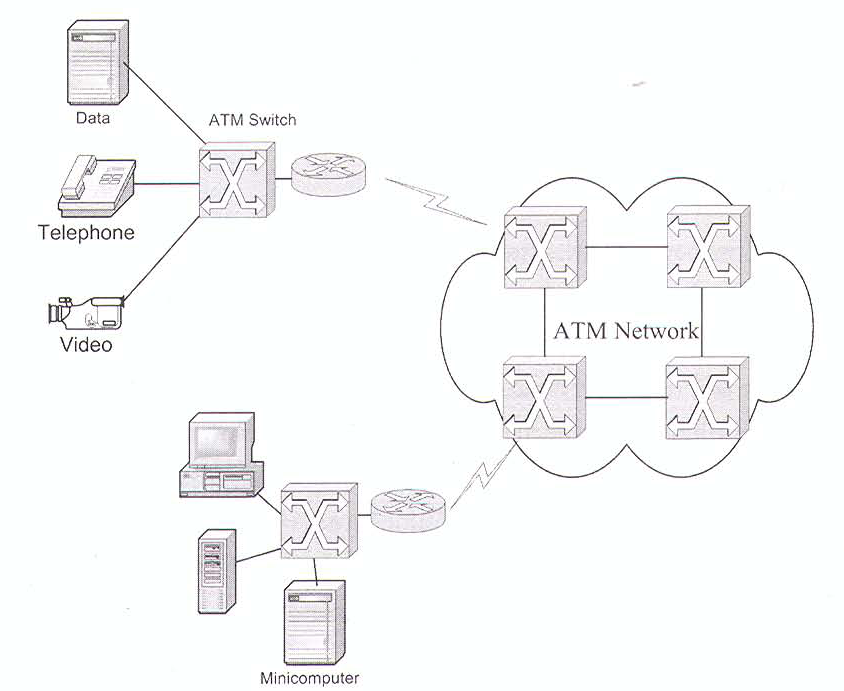 Data
ATM Switch
Telephone
Video
ATM Network
Minicomputer